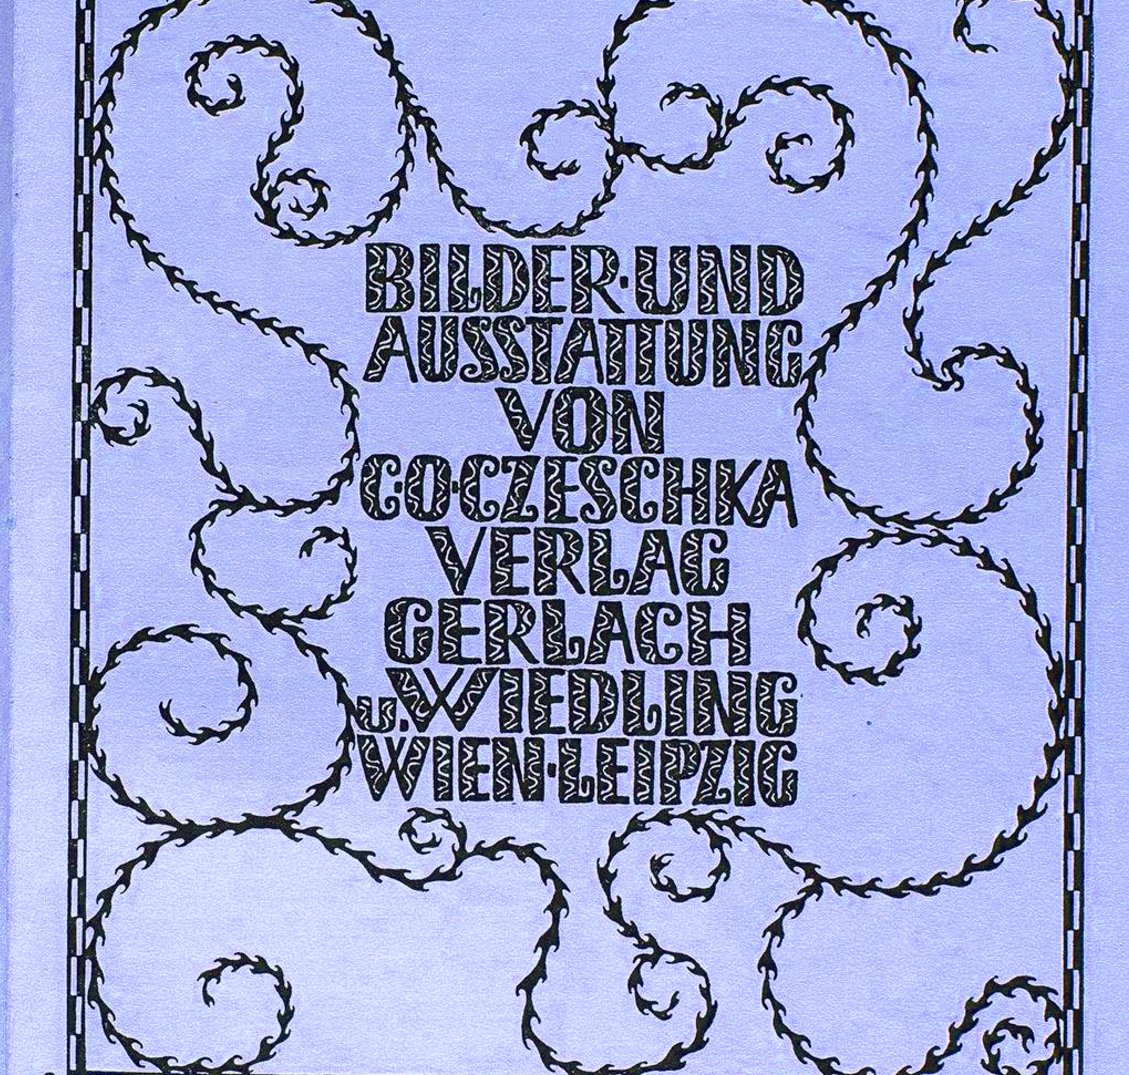 BILDER·UND
AUSSTATTUNG
VON
C·O·CZESCHKA
VERLAG
GERLACH
u.WIEDLING
WIEN·LEIPZIG